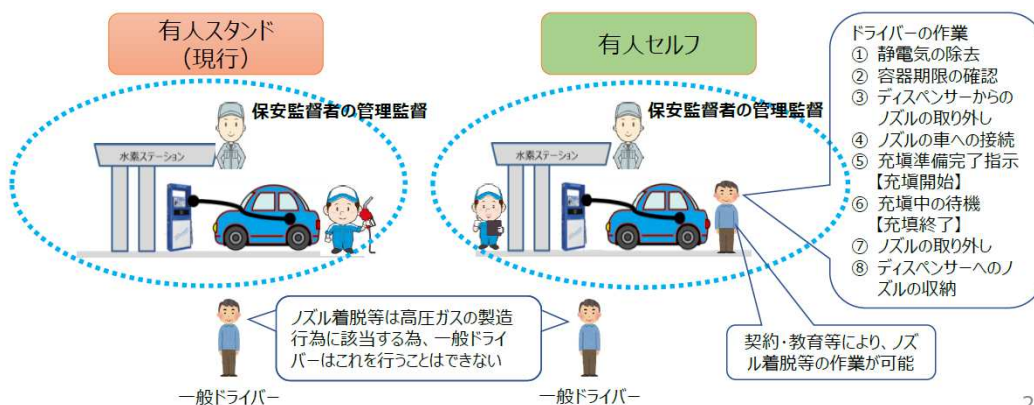 有人スタンド
(現行)
保安監督者の管理監督
水素ステーション
一般ドライバー
ノズル着脱等は高圧ガスの製造
行為に該当する為、一般ドライ
バーはこれを行うことはできない
有人セルフ
保安監督者の管理監督
水素ステーション
一般ドライバー
ドライバーの作業
① 静電気の除去
② 容器期限の確認
③ ディスペンサーからの
ノズルの取り外し
④ ノズルの車への接続
⑤ 充塡準備完了指示
【充塡開始】
⑥ 充塡中の待機
【充填終了】
⑦ ノズルの取り外し
⑧ ディスペンサーへのノ
ズルの収納
契約・教育等により、ノズ
ル着脱等の作業が可能
2